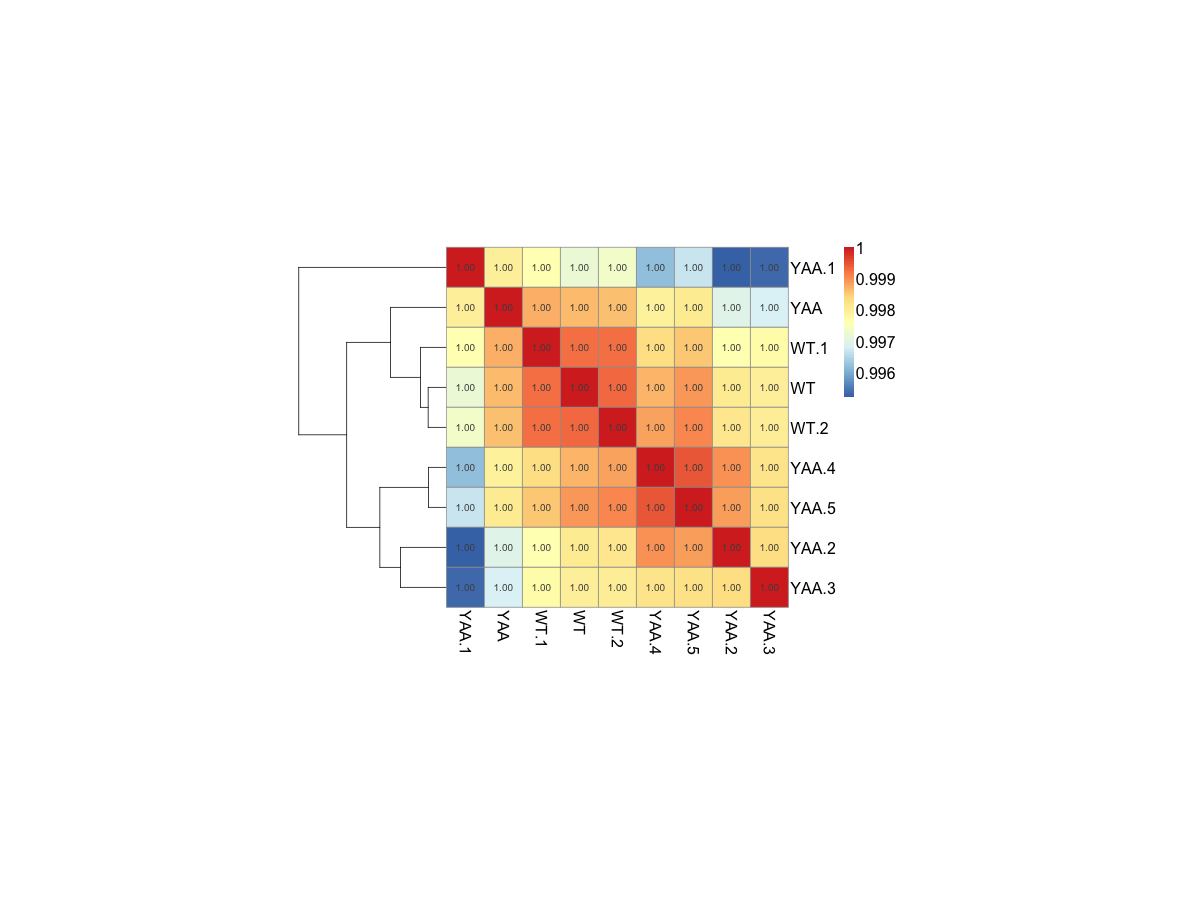 1.00 1.00 1.00 1.00 1.00 1.00 1.00 1.00 1.00 YAA.1
1.00 1.00 1.00 1.00 1.00 1.00 1.00 1.00 1.00 YAA
1.00 1.00 1.00 1.00 1.00 1.00 1.00 1.00 1.00 WT.1
1.00 1.00 1.00 1.00 1.00 1.00 1.00 1.00 1.00 WT
1.00 1.00 1.00 1.00 1.00 1.00 1.00 1.00 1.00 WT.2
1.00 1.00 1.00 1.00 1.00 1.00 1.00 1.00 1.00 YAA.4
1.00 1.00 1.00 1.00 1.00 1.00 1.00 1.00 1.00 YAA.5
1.00 1.00 1.00 1.00 1.00 1.00 1.00 1.00 1.00 YAA.2
1.00 1.00 1.00 1.00 1.00 1.00 1.00 1.00 1.00 YAA.3
YAA.1
YAA
WT.1
WT
WT.2
YAA.4
YAA.5
YAA.2
YAA.3
1
0.999
0.998
0.997
0.996